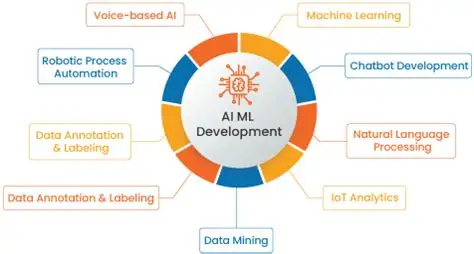 Voice-based AI
Machine Learning
Robotic Process
Automation
Chatbot Development
AI ML
Development
Data Annotation
& Labeling
Natural Language
Processing
Data Annotation & Labeling
IoT Analytics
Data Mining